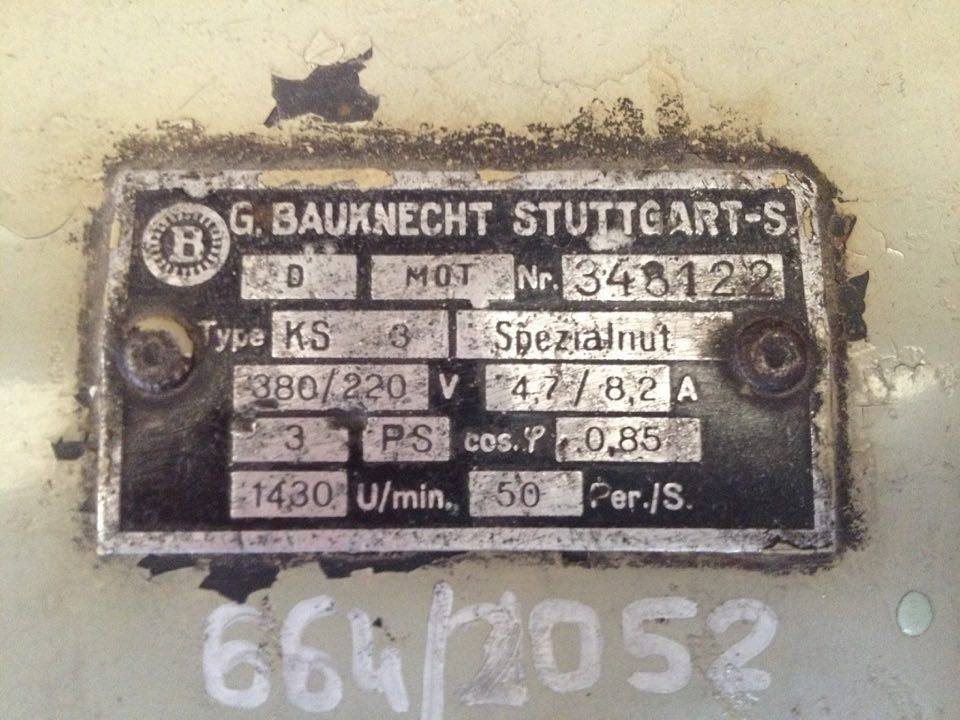 B G. BAUKNECHT STUTTGART-S.
D MOT Nr. 348122
Type KS 3 Spezialnut
380/220 V 4,7/8,2 A
3 PS cos. φ 0,85
1430 U/min. 50 Per./S.
664/2052